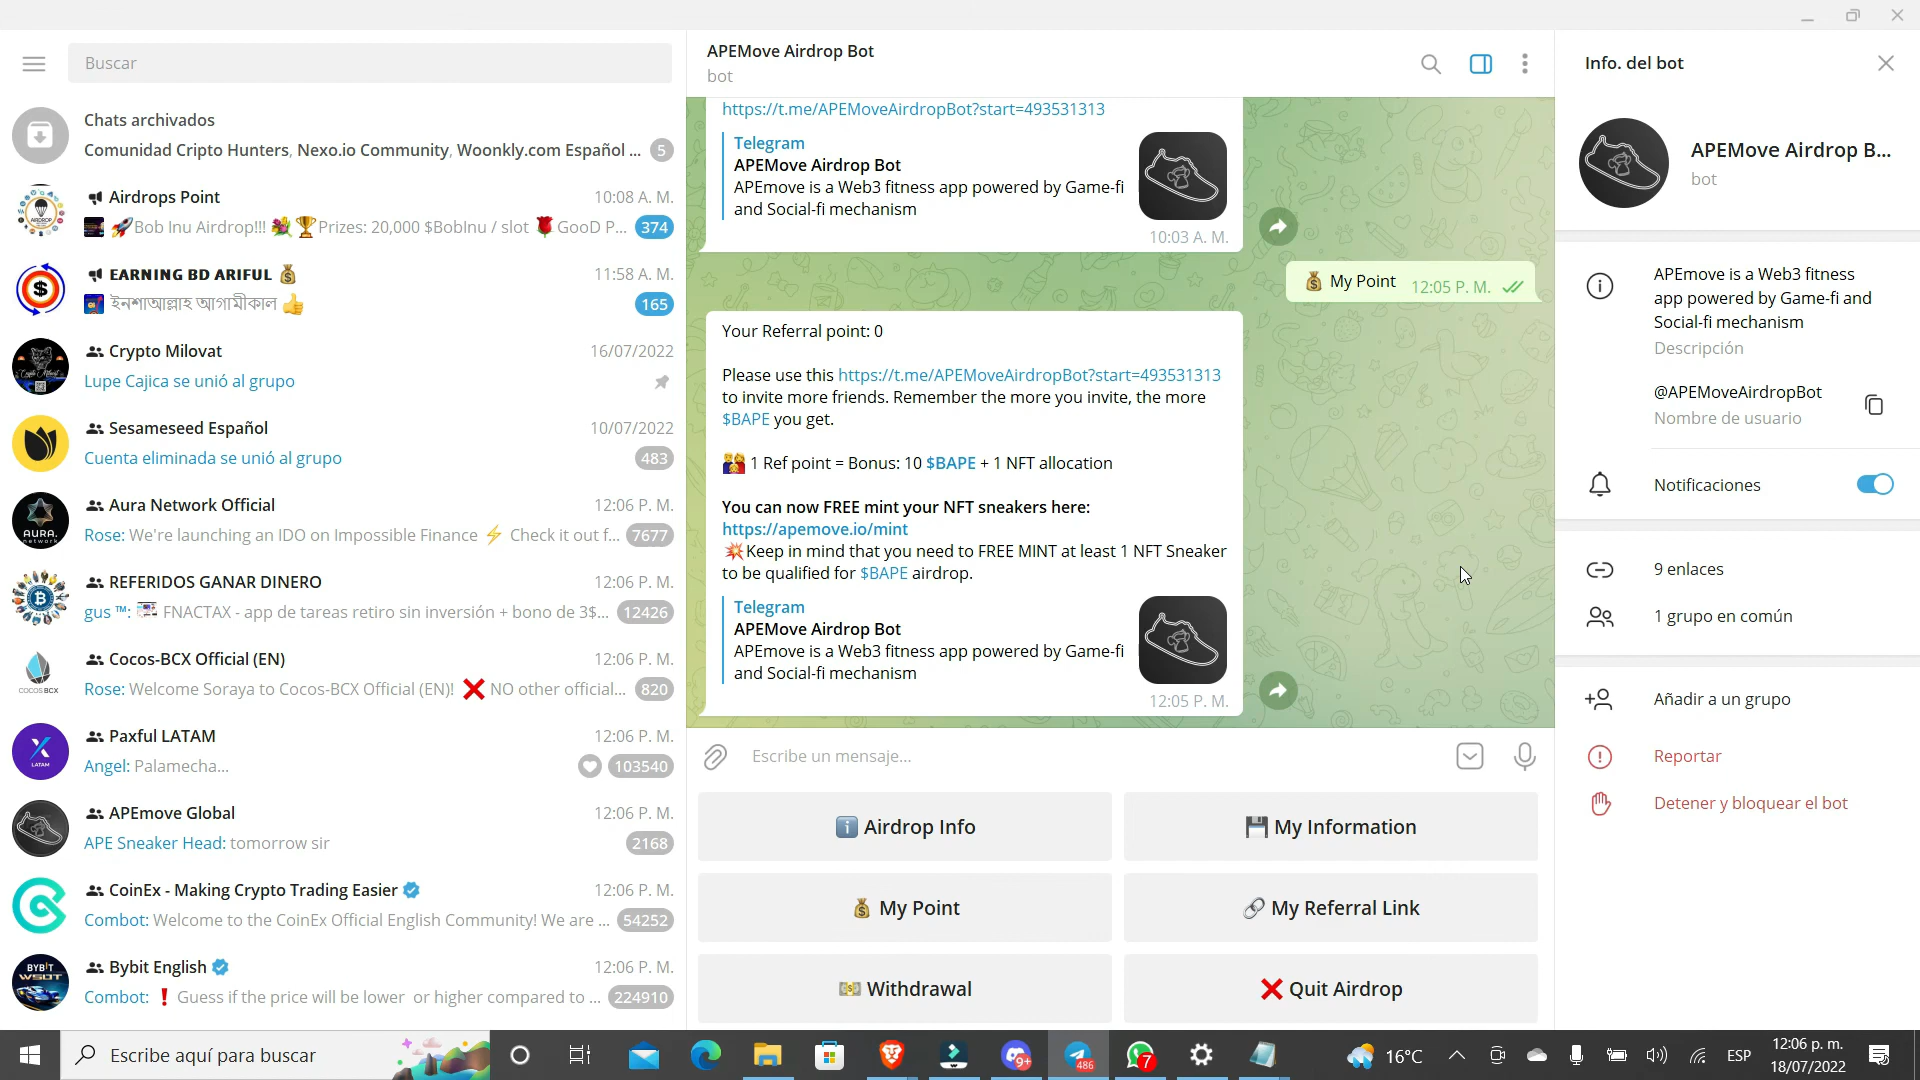 Buscar
Chats archivados
Comunidad Cripto Hunters, Nexo.io Community, Woonkly.com Español ... 5
Airdrops Point 10:08 A. M.
🚀Bob Inu Airdrop!!! 💐🏆Prizes: 20,000 $BobInu / slot 🌹GooD P... 374
EARNING BD ARIFUL 💰 11:58 A. M.
ইনশাআল্লাহ আগামীকাল 👍 165
Crypto Milovat 16/07/2022
Lupe Cajica se unió al grupo
Sesameseed Español 10/07/2022
Cuenta eliminada se unió al grupo 483
Aura Network Official 12:06 P. M.
Rose: We're launching an IDO on Impossible Finance ⚡ Check it out f... 7677
REFERIDOS GANAR DINERO 12:06 P. M.
gus ™: FNACTAX - app de tareas retiro sin inversión + bono de 3$... 12426
Cocos-BCX Official (EN) 12:06 P. M.
Rose: Welcome Soraya to Cocos-BCX Official (EN)! ❌ NO other official... 820
Paxful LATAM 12:06 P. M.
Angel: Palamecha... 103540
APEmove Global 12:06 P. M.
APE Sneaker Head: tomorrow sir 2168
CoinEx - Making Crypto Trading Easier 12:06 P. M.
Combot: Welcome to the CoinEx Official English Community! We are ... 54252
Bybit English 12:06 P. M.
Combot: ❗ Guess if the price will be lower or higher compared to ... 224910
AIRDROP
AURA.
network
COCOS BCX
LATAM
BYBIT
WSOT
APEMove Airdrop Bot
bot
https://t.me/APEMoveAirdropBot?start=493531313
Telegram
APEMove Airdrop Bot
APEmove is a Web3 fitness app powered by Game-fi
and Social-fi mechanism
10:03 A. M.
💰 My Point 12:05 P. M.
Your Referral point: 0
Please use this https://t.me/APEMoveAirdropBot?start=493531313
to invite more friends. Remember the more you invite, the more
$BAPE you get.
👨‍👩‍👧 1 Ref point = Bonus: 10 $BAPE + 1 NFT allocation
You can now FREE mint your NFT sneakers here:
https://apemove.io/mint
💥Keep in mind that you need to FREE MINT at least 1 NFT Sneaker
to be qualified for $BAPE airdrop.
Telegram
APEMove Airdrop Bot
APEmove is a Web3 fitness app powered by Game-fi
and Social-fi mechanism
12:05 P. M.
Escribe un mensaje...
ℹ️ Airdrop Info
💾 My Information
💰 My Point
🔗 My Referral Link
💵 Withdrawal
❌ Quit Airdrop
Info. del bot
APEMove Airdrop B...
bot
APEmove is a Web3 fitness
app powered by Game-fi and
Social-fi mechanism
Descripción
@APEMoveAirdropBot
Nombre de usuario
Notificaciones
9 enlaces
1 grupo en común
Añadir a un grupo
Reportar
Detener y bloquear el bot
Escribe aquí para buscar
9+
486
7
16°C
ESP
12:06 p. m.
18/07/2022